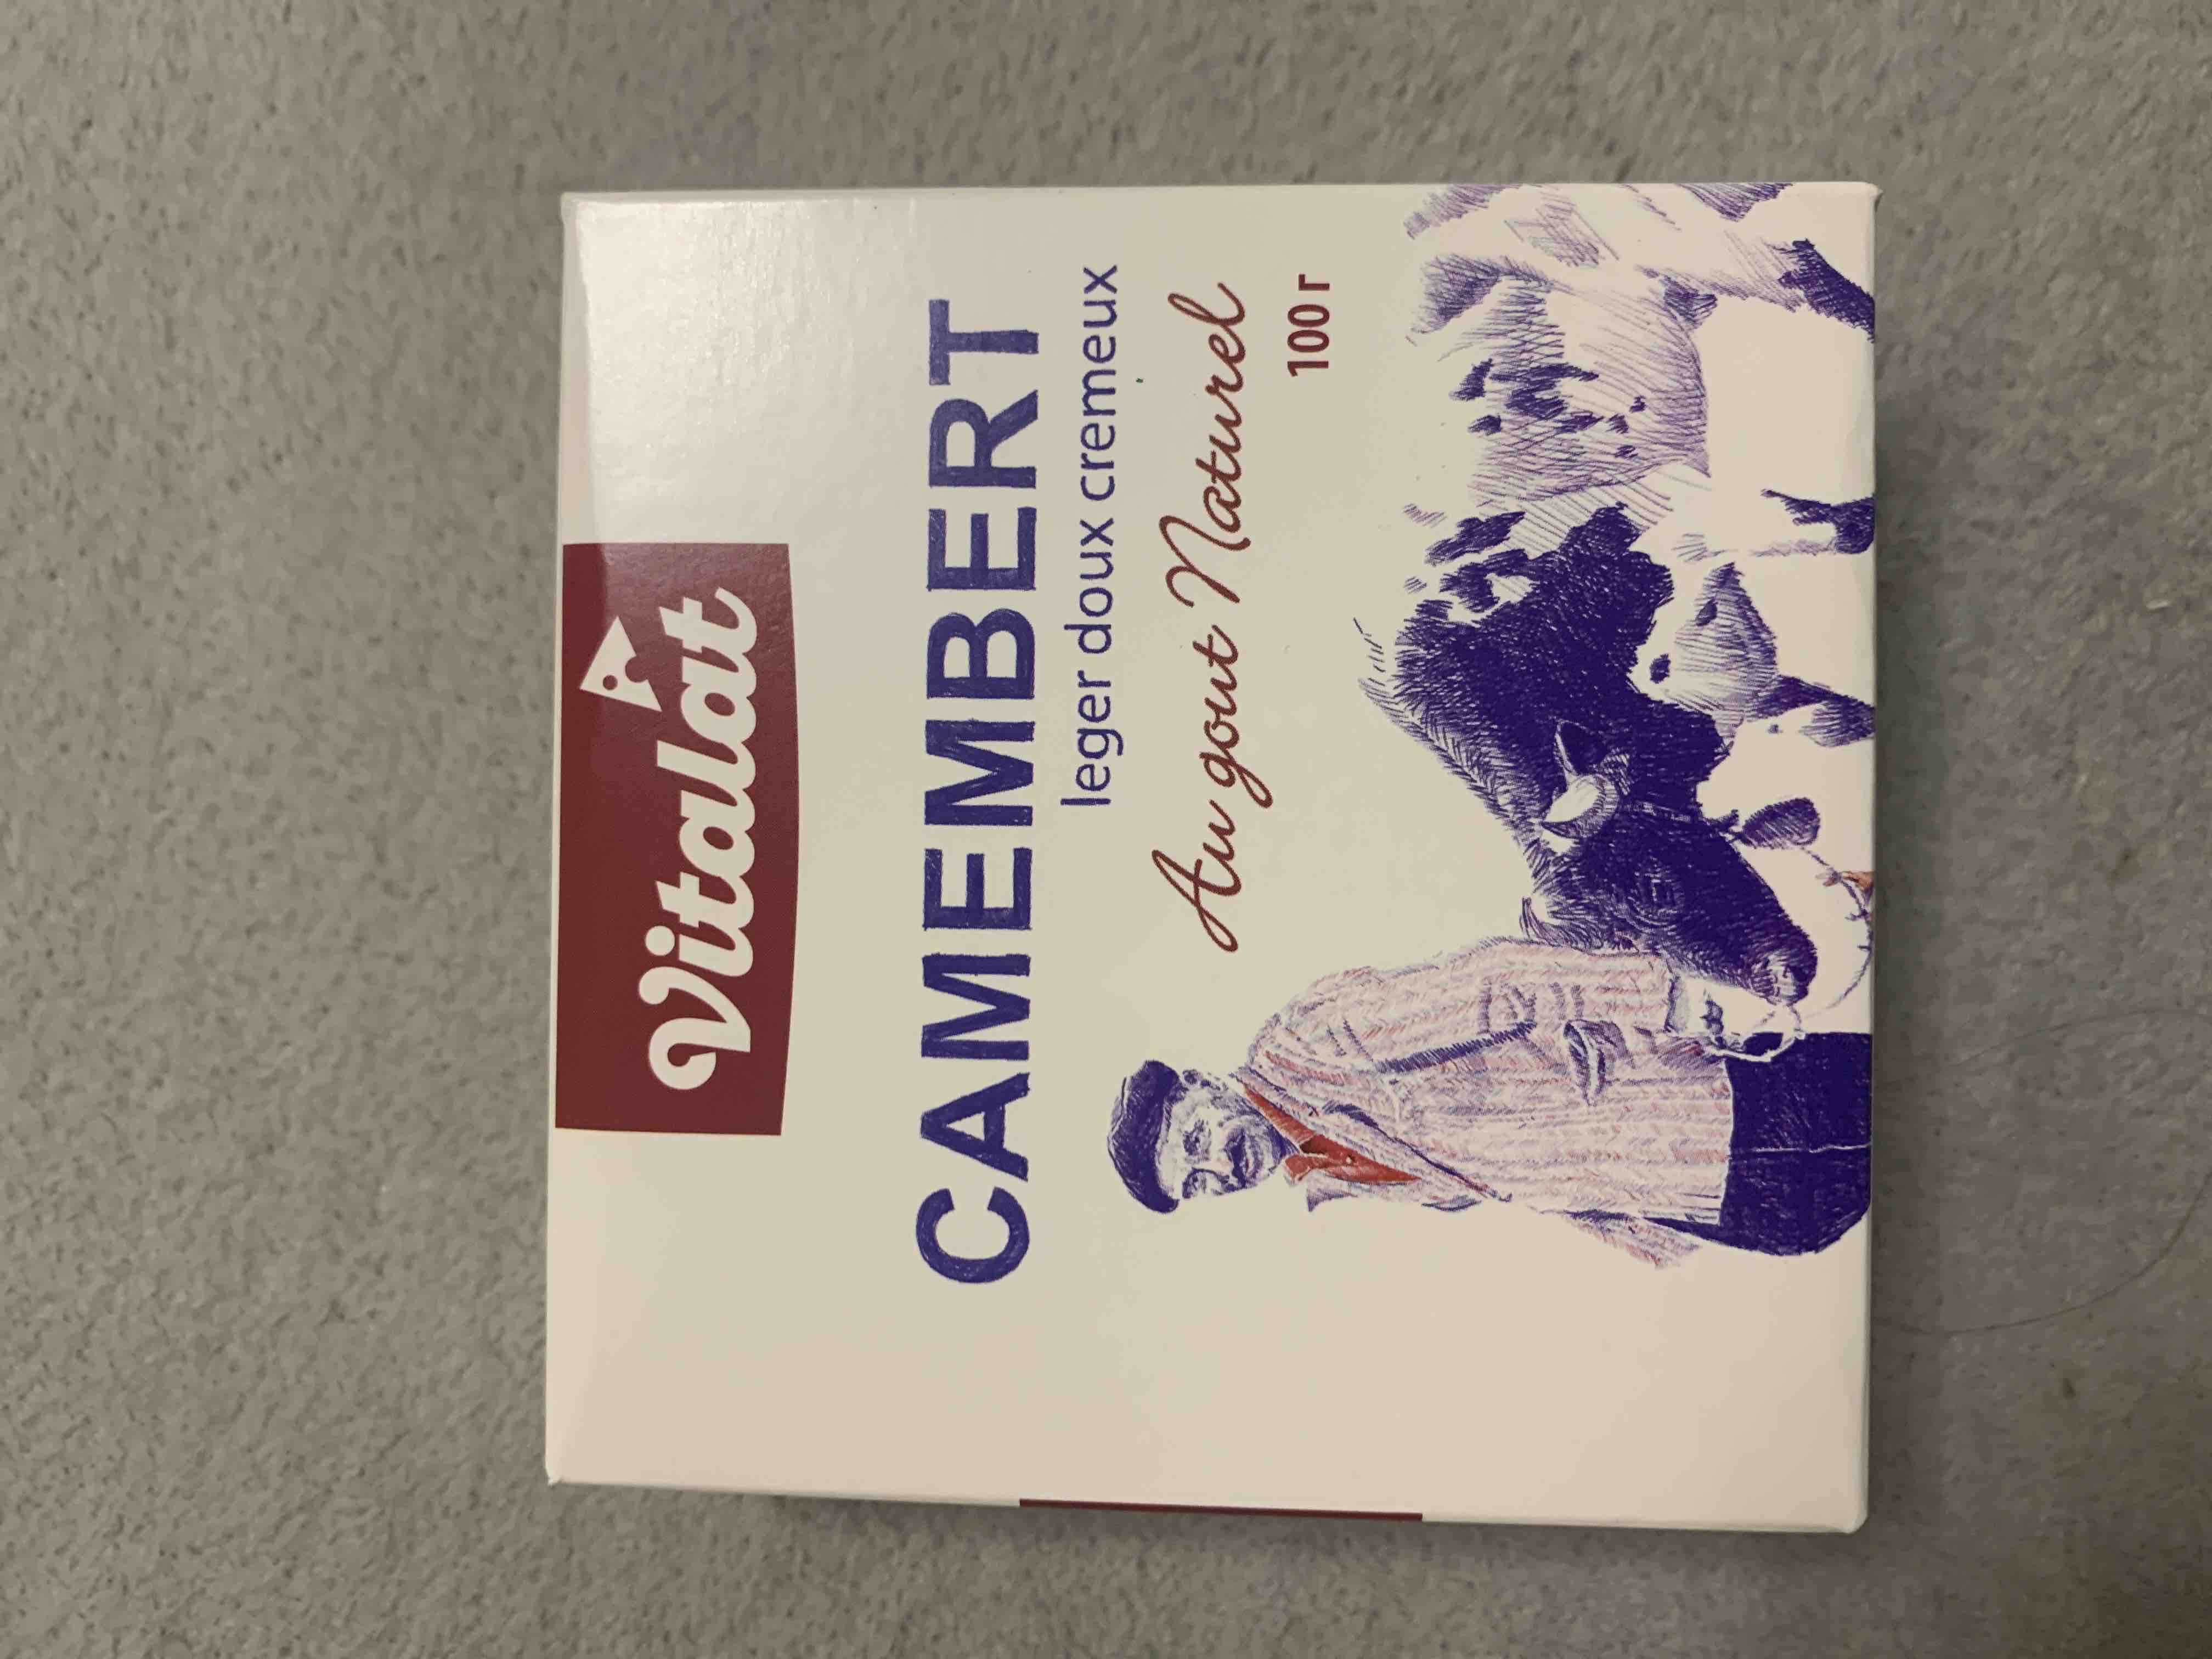 Vitalat
CAMEMBERT
leger doux cremeux
Au gout Naturel
100 г